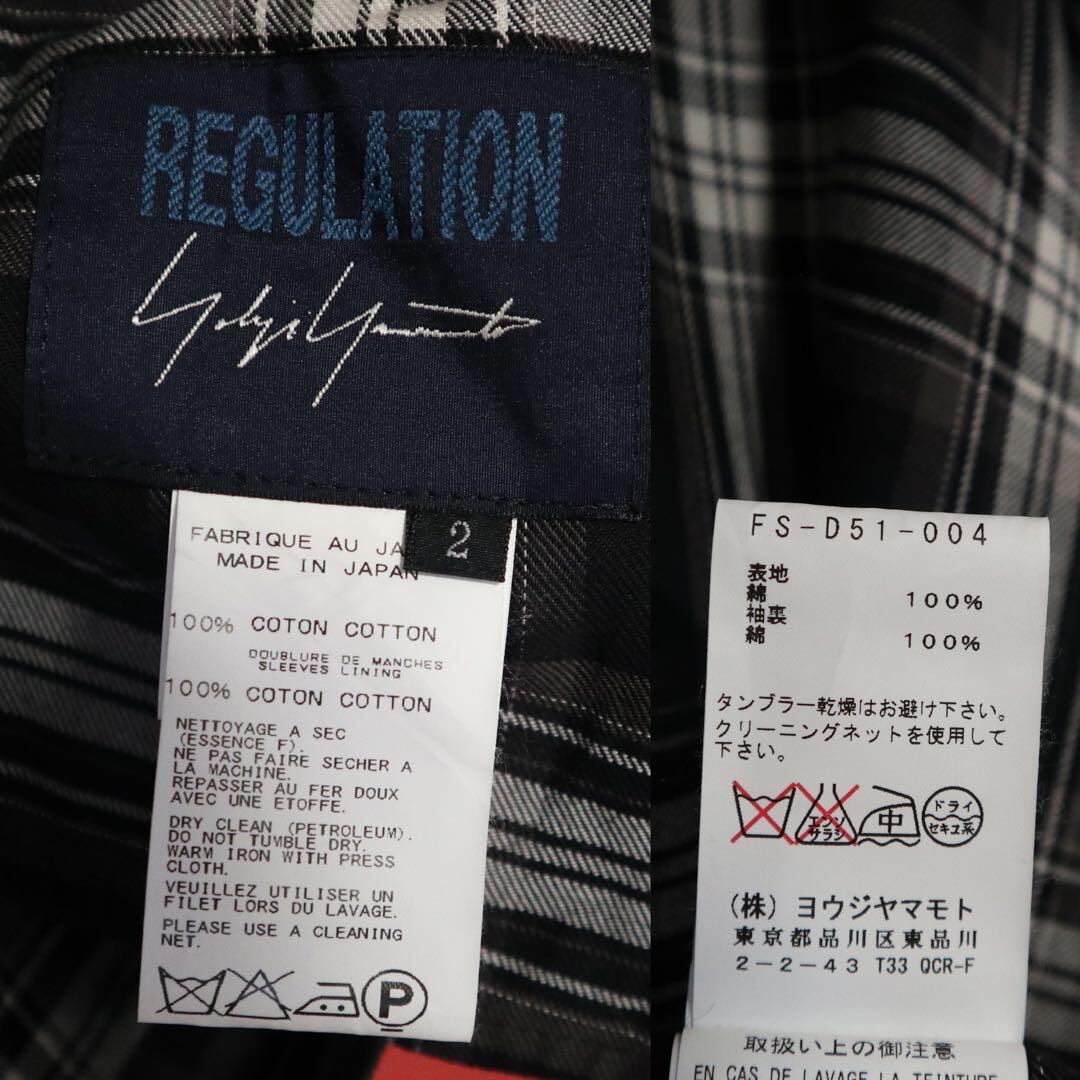 REGULATION
Yohji Yamamoto
2
FABRIQUE AU JA
MADE IN JAPAN
100% COTON COTTON
DOUBLURE DE MANCHES
SLEEVES LINING
100% COTON COTTON
NETTOYAGE A SEC
(ESSENCE F).
NE PAS FAIRE SECHER A
LA MACHINE.
REPASSER AU FER DOUX
AVEC UNE ETOFFE.
DRY CLEAN (PETROLEUM).
DO NOT TUMBLE DRY.
WARM IRON WITH PRESS
CLOTH.
VEUILLEZ UTILISER UN
FILET LORS DU LAVAGE.
PLEASE USE A CLEANING
NET.
P
FS-D51-004
表地
綿 100%
袖裏
綿 100%
タンブラー乾燥はお避け下さい。
クリーニングネットを使用して
下さい。
エンソ
サラシ
中
ドライ
セキユ系
(株) ヨウジヤマモト
東京都品川区東品川
2-2-43 T33 QCR-F
取扱い上の御注意
EN CAS DE LAVAGE LA TEINTURE